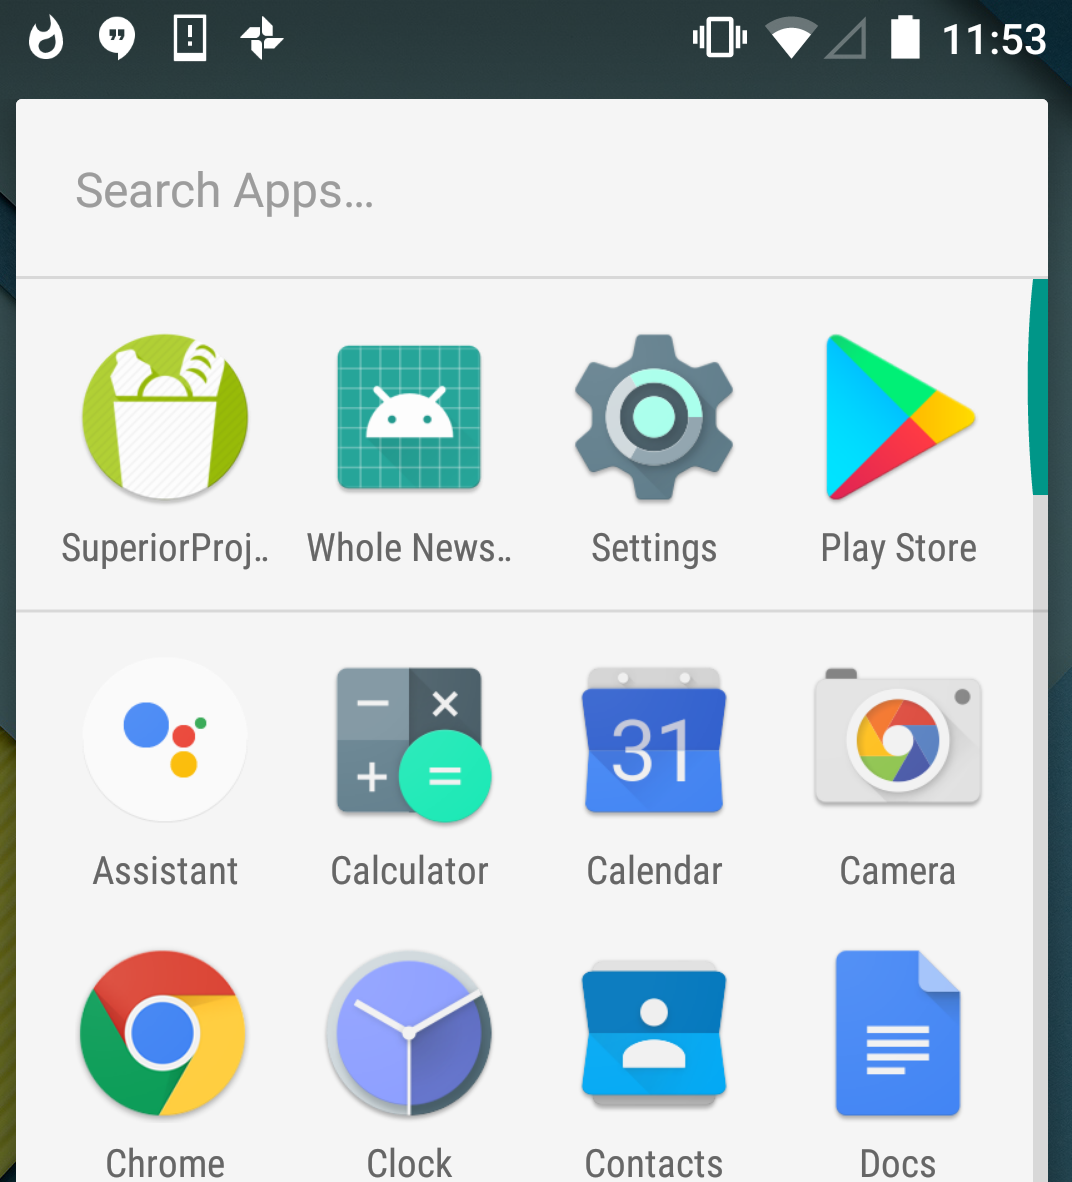 11:53
Search Apps…
SuperiorProj..
Whole News..
Settings
Play Store
31
Assistant
Calculator
Calendar
Camera
Chrome
Clock
Contacts
Docs